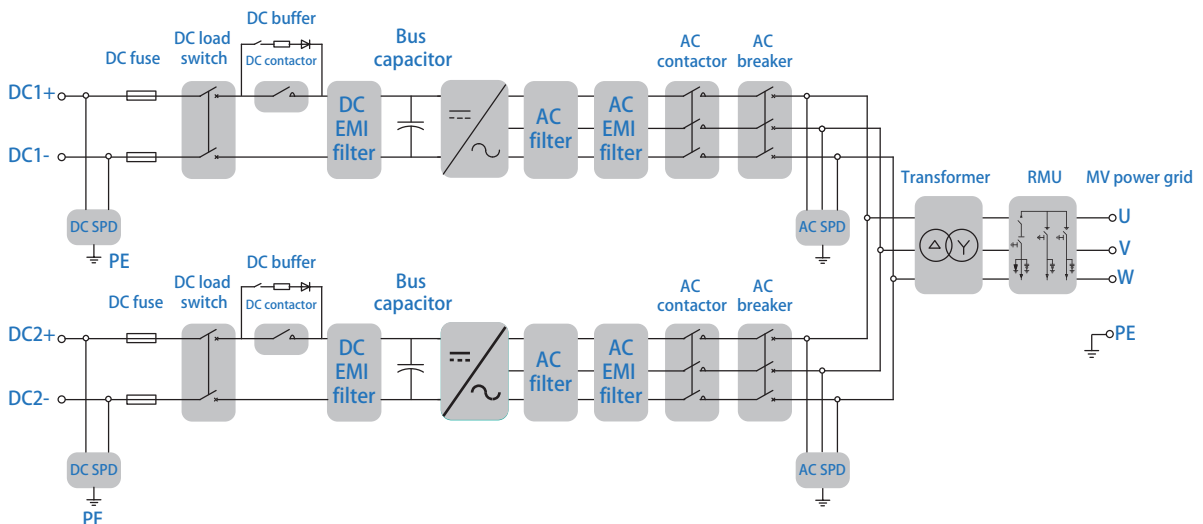 DC buffer
DC load
switch
Bus
capacitor
AC
contactor
AC
breaker
DC fuse
DC contactor
DC1+
DC
EMI
filter
AC
filter
AC
EMI
filter
DC1-
Transformer
RMU
MV power grid
DC SPD
AC SPD
U
PE
V
W
DC buffer
DC load
switch
Bus
capacitor
AC
contactor
AC
breaker
DC fuse
DC contactor
DC2+
PE
DC
EMI
filter
AC
filter
AC
EMI
filter
DC2-
DC SPD
AC SPD
PE